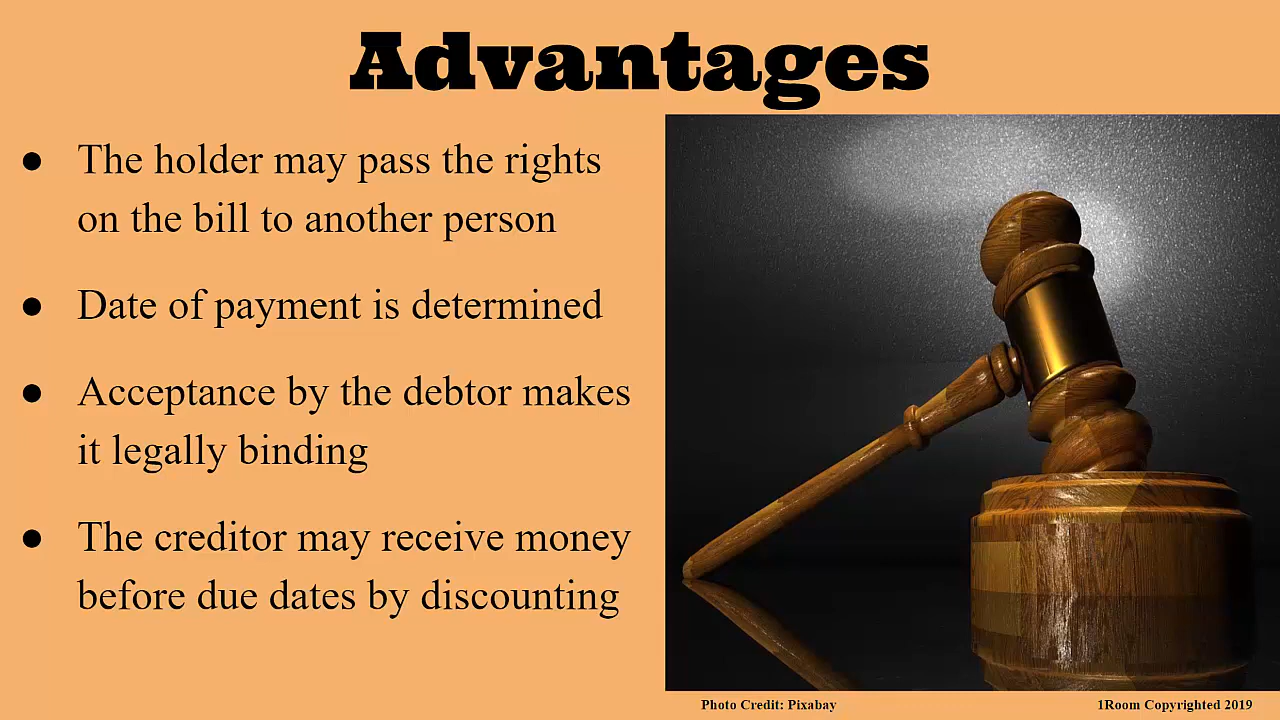 Advantages
● The holder may pass the rights
on the bill to another person
● Date of payment is determined
● Acceptance by the debtor makes
it legally binding
● The creditor may receive money
before due dates by discounting
Photo Credit: Pixabay
1Room Copyrighted 2019